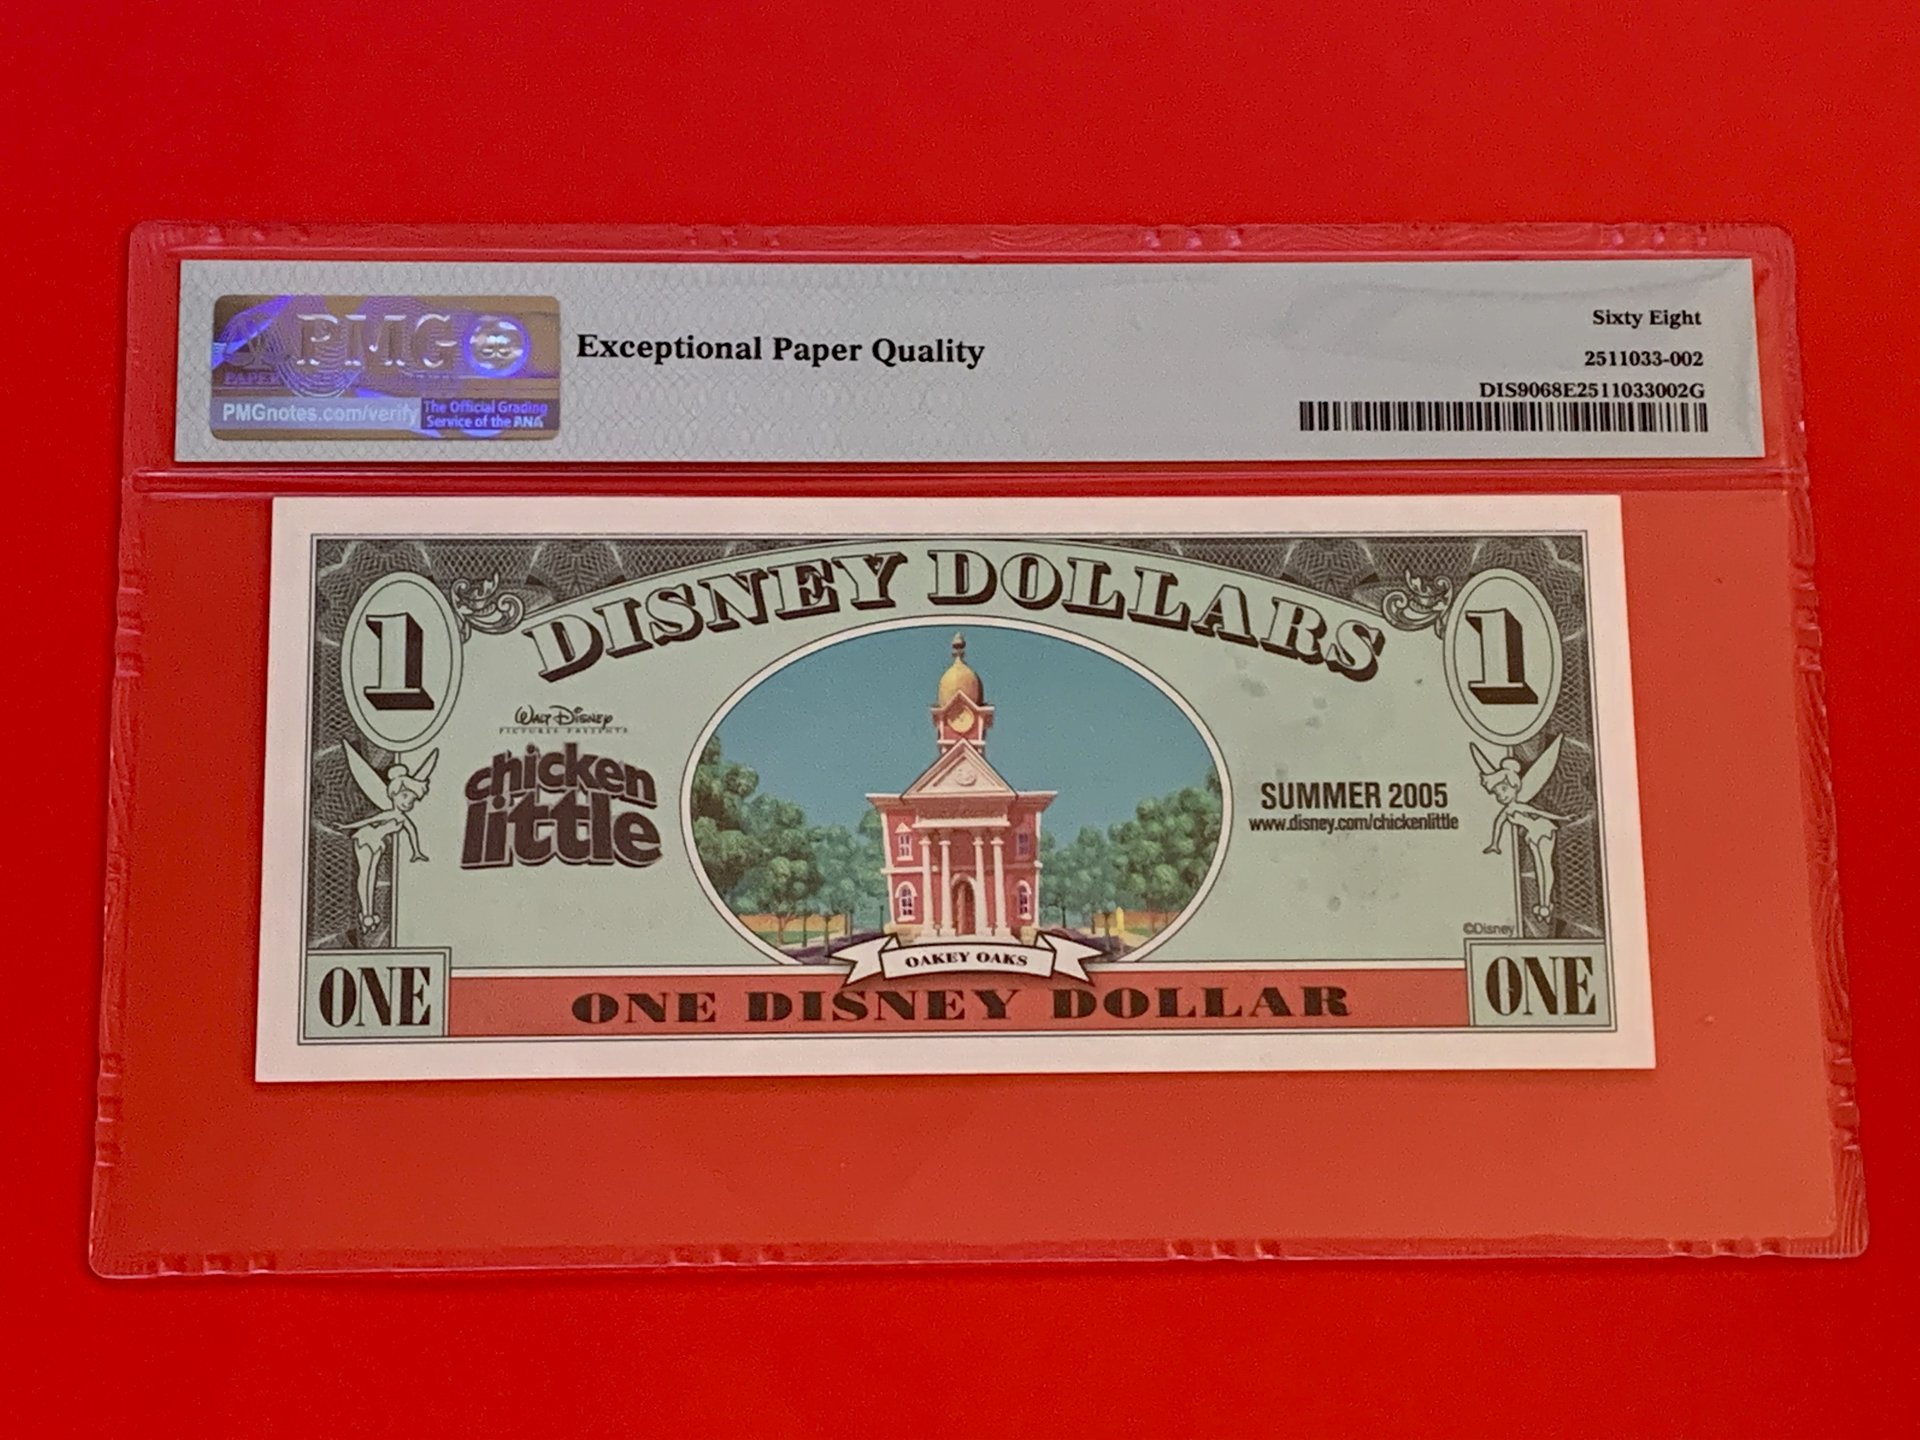 PMG
PAPER
PMGnotes.com/verify
The Official Grading
Service of the ANA
Exceptional Paper Quality
Sixty Eight
2511033-002
DIS9068E2511033002G
DISNEY DOLLARS
1
1
WALT DISNEY
PICTURES PRESENTS
chicken
little
SUMMER 2005
www.disney.com/chickenlittle
©Disney
OAKEY OAKS
ONE
ONE DISNEY DOLLAR
ONE